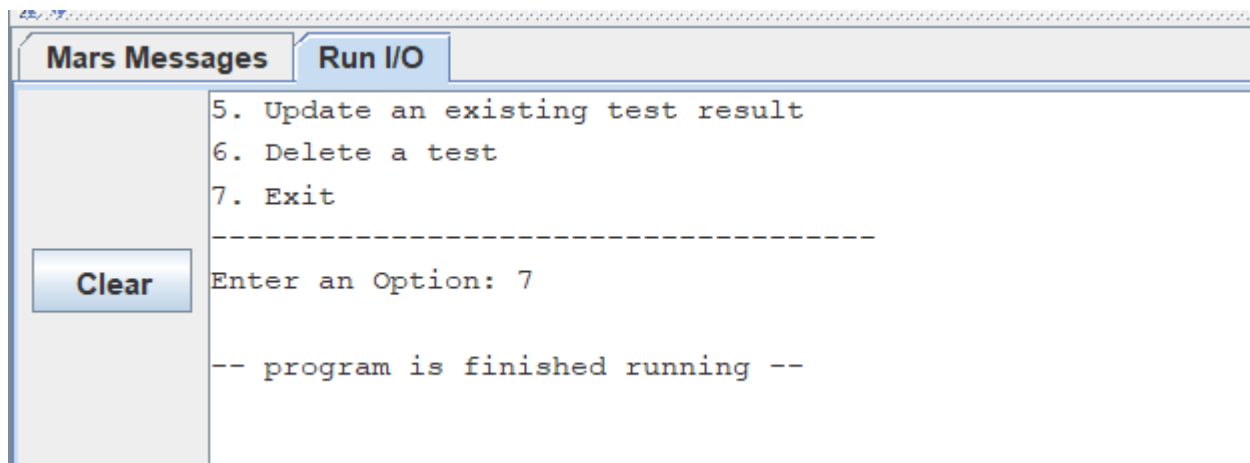 Mars Messages Run I/O
5. Update an existing test result
6. Delete a test
7. Exit
-------------------------------------
Clear
Enter an Option: 7
-- program is finished running --